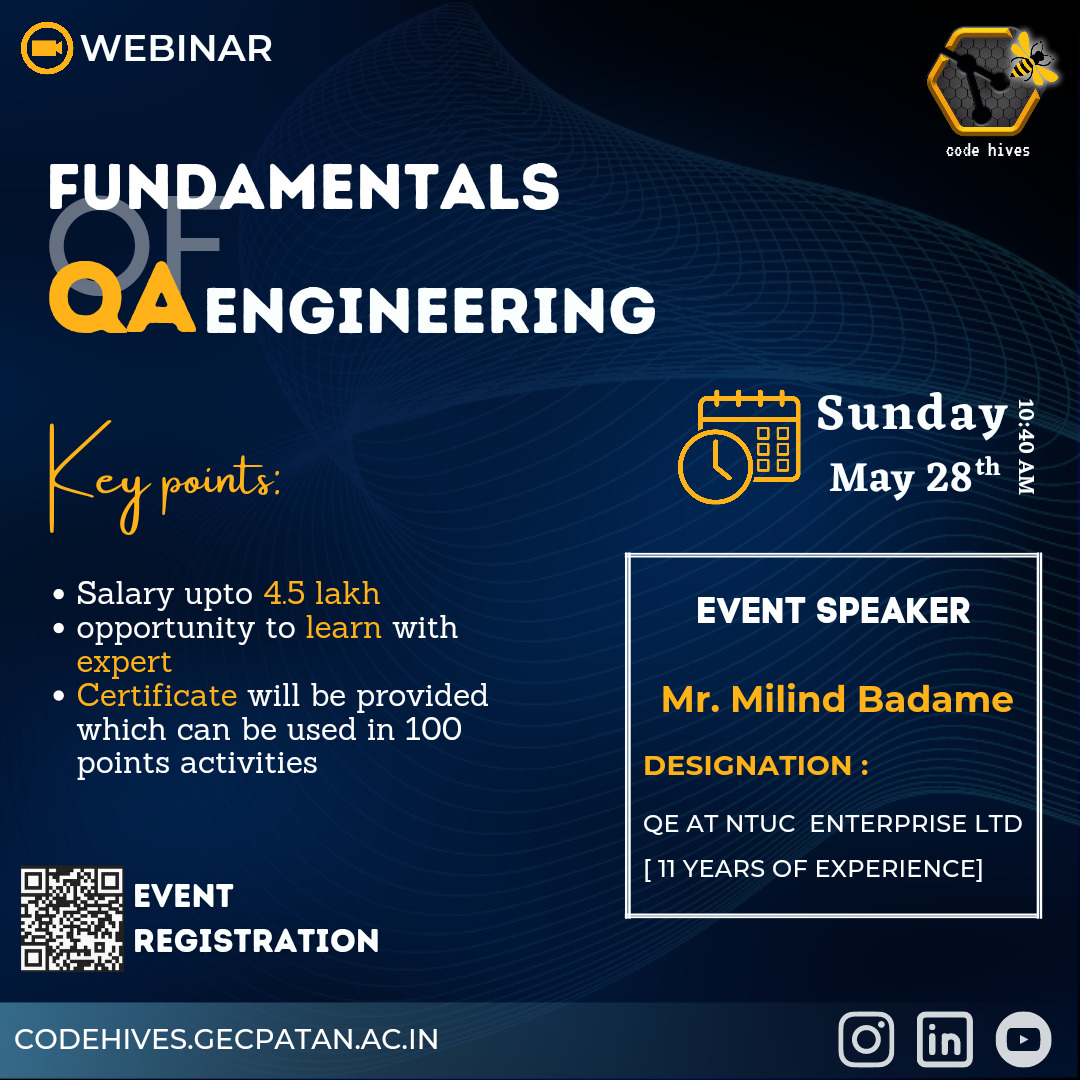 WEBINAR
code hives
FUNDAMENTALS
OF
QA ENGINEERING
Sunday
May 28th
10:40 AM
Key points:
Salary upto 4.5 lakh
opportunity to learn with
expert
Certificate will be provided
which can be used in 100
points activities
EVENT SPEAKER
Mr. Milind Badame
DESIGNATION :
QE AT NTUC ENTERPRISE LTD
[ 11 YEARS OF EXPERIENCE]
EVENT
REGISTRATION
CODEHIVES.GECPATAN.AC.IN
in